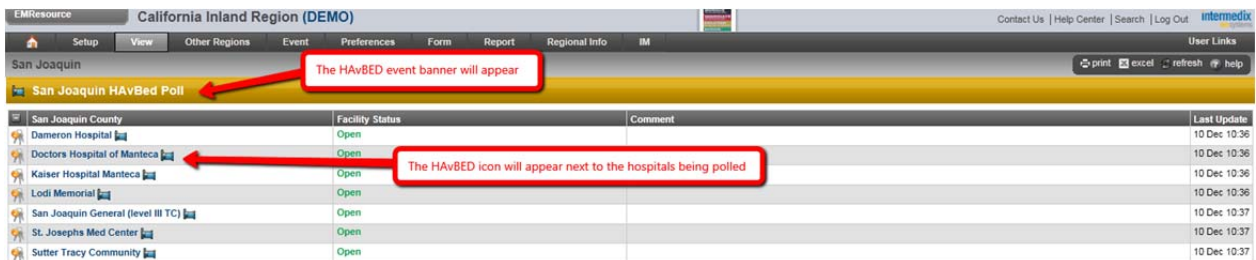 EMResource
California Inland Region (DEMO)
Contact Us | Help Center | Search | Log Out
intermedix
Setup View Other Regions Event Preferences Form Report Regional Info IM User Links
San Joaquin
print excel refresh help
The HAvBED event banner will appear
San Joaquin HAvBed Poll
San Joaquin County Facility Status Comment Last Update
Dameron Hospital Open 10 Dec 10:36
Doctors Hospital of Manteca Open 10 Dec 10:36
The HAvBED icon will appear next to the hospitals being polled
Kaiser Hospital Manteca Open 10 Dec 10:36
Lodi Memorial Open 10 Dec 10:36
San Joaquin General (level III TC) Open 10 Dec 10:37
St. Josephs Med Center Open 10 Dec 10:37
Sutter Tracy Community Open 10 Dec 10:37